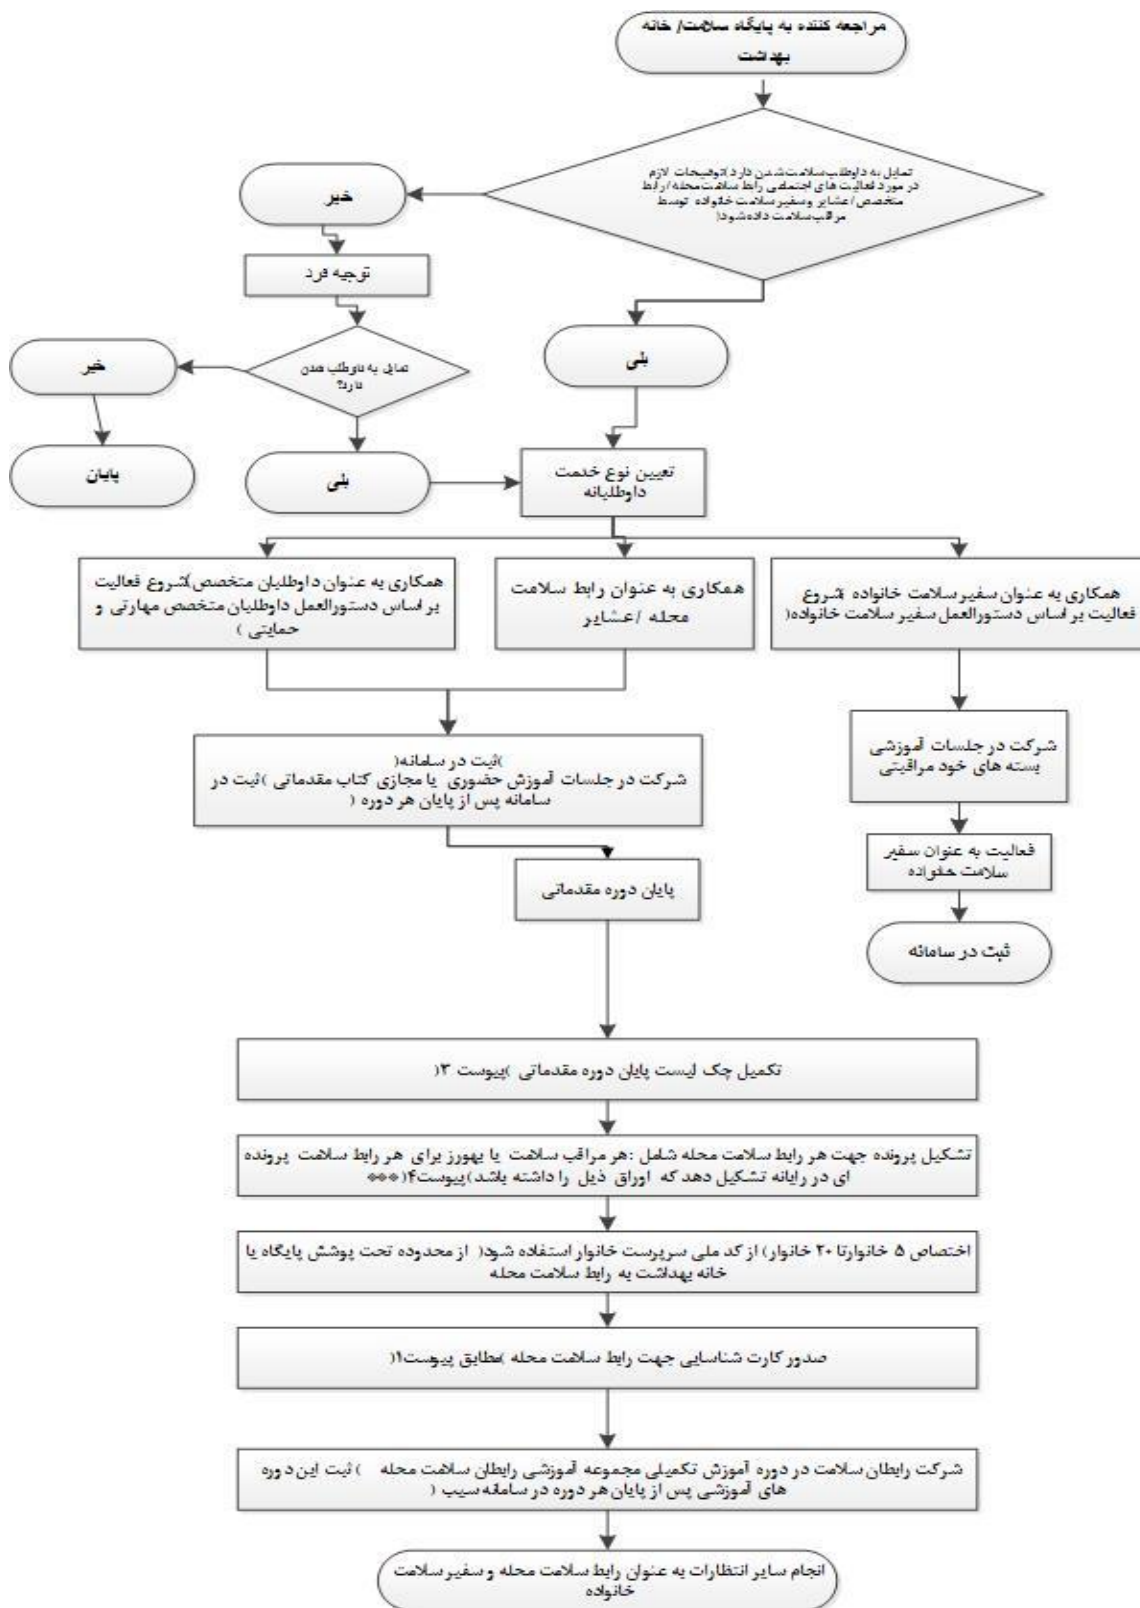 مراجعه کننده به پایگاه سلامت/ خانه
بهداشت
تمایل به داوطلب سلامت شدن دارد)توضیحات لازم
در مورد فعالیت های اجتماعی رابط سلامت محله/ رابط
متخصص/ عشایر و سفیر سلامت خانواده توسط
مراقب سلامت داده شود(
خیر
توجیه فرد
تمایل به داوطلب شدن
دارد؟
خیر
پایان
بلی
بلی
تعیین نوع خدمت
داوطلبانه
همکاری به عنوان سفیر سلامت خانواده )شروع
فعالیت بر اساس دستورالعمل سفیر سلامت خانواده(
همکاری به عنوان رابط سلامت
محله /عشایر
همکاری به عنوان داوطلبان متخصص)شروع فعالیت
بر اساس دستورالعمل داوطلبان متخصص مهارتی و
حمایتی )
شرکت در جلسات آموزشی
بسته های خود مراقبتی
فعالیت به عنوان سفیر
سلامت خانواده
ثبت در سامانه
)ثبت در سامانه(
شرکت در جلسات آموزش حضوری یا مجازی کتاب مقدماتی )ثبت در
سامانه پس از پایان هر دوره (
پایان دوره مقدماتی
تکمیل چک لیست پایان دوره مقدماتی )پیوست ۳(
تشکیل پرونده جهت هر رابط سلامت محله شامل :هر مراقب سلامت یا بهورز برای هر رابط سلامت پرونده
ای در رایانه تشکیل دهد که اوراق ذیل را داشته باشد)پیوست۴(***
اختصاص ۵ خانوارتا ۲۰ خانوار) از کد ملی سرپرست خانوار استفاده شود( از محدوده تحت پوشش پایگاه یا
خانه بهداشت به رابط سلامت محله
صدور کارت شناسایی جهت رابط سلامت محله )مطابق پیوست۱(
شرکت رابطان سلامت در دوره آموزش تکمیلی مجموعه آموزشی رابطان سلامت محله ) ثبت این دوره
های آموزشی پس از پایان هر دوره در سامانه سیب (
انجام سایر انتظارات به عنوان رابط سلامت محله و سفیر سلامت
خانواده